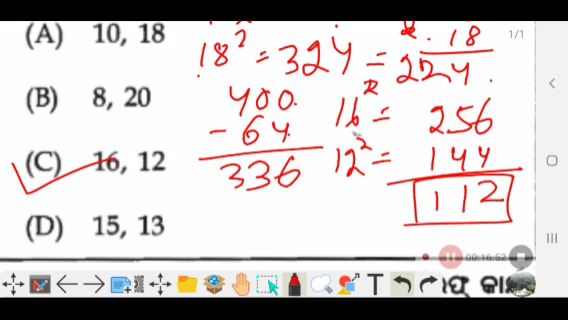 (A) 10, 18
(B) 8, 20
(C) 16, 12
(D) 15, 13
18² = 324 = 224
18
400
- 64
336
16² = 256
12² = 144
112
1/1
00:16:52
T